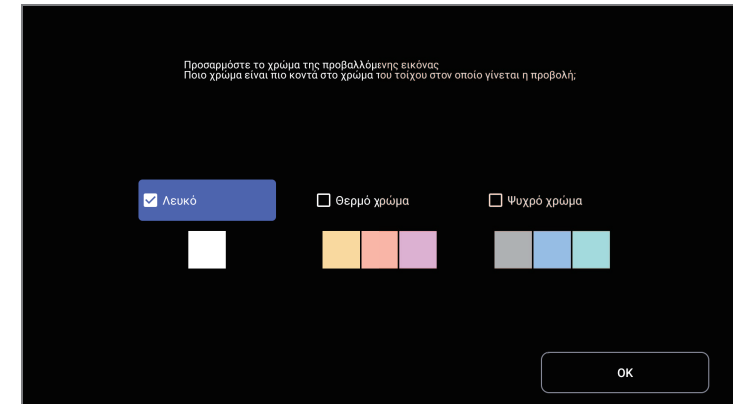 Προσαρμόστε το χρώμα της προβαλλόμενης εικόνας
Ποιο χρώμα είναι πιο κοντά στο χρώμα του τοίχου στον οποίο γίνεται η προβολή;
Λευκό
Θερμό χρώμα
Ψυχρό χρώμα
OK